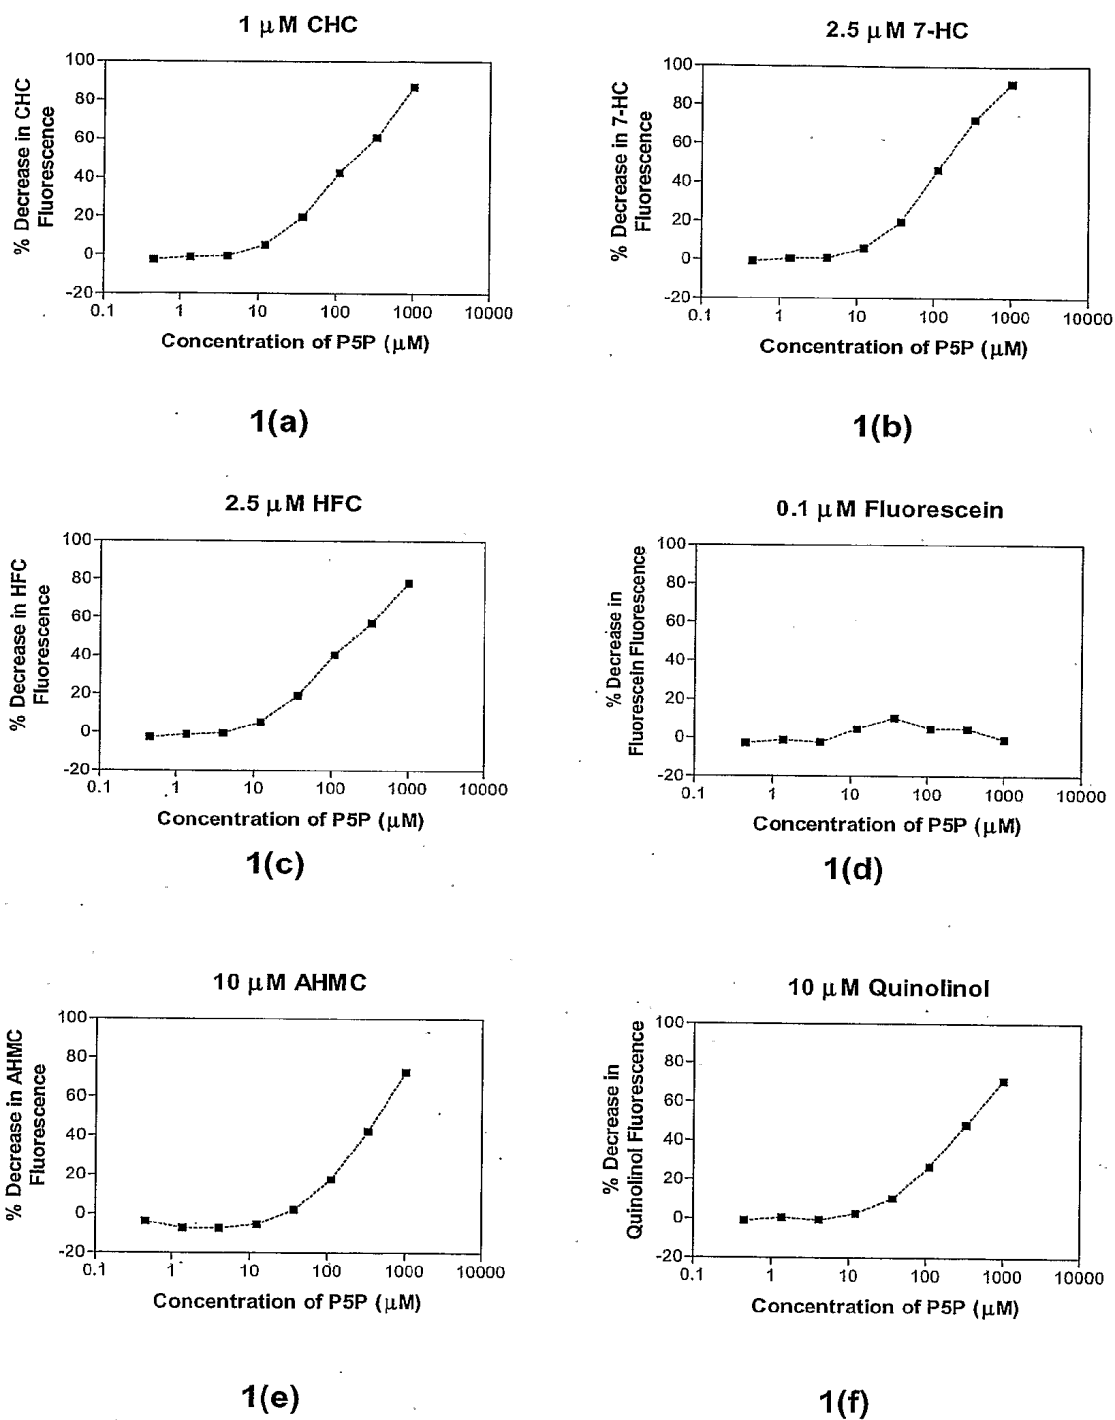 1 μM CHC
% Decrease in CHC
Fluorescence
100
80
60
40
20
0
-20
0.1
1
10
100
1000
10000
Concentration of P5P (μM)
1(a)
2.5 μM 7-HC
% Decrease in 7-HC
Fluorescence
100
80
60
40
20
0
-20
0.1
1
10
100
1000
10000
Concentration of P5P (μM)
1(b)
2.5 μM HFC
% Decrease in HFC
Fluorescence
100
80
60
40
20
0
-20
0.1
1
10
100
1000
10000
Concentration of P5P (μM)
1(c)
0.1 μM Fluorescein
% Decrease in
Fluorescein Fluorescence
100
80
60
40
20
0
-20
0.1
1
10
100
1000
10000
Concentration of P5P (μM)
1(d)
10 μM AHMC
% Decrease in AHMC
Fluorescence
100
80
60
40
20
0
-20
0.1
1
10
100
1000
10000
Concentration of P5P (μM)
1(e)
10 μM Quinolinol
% Decrease in
Quinolinol Fluorescence
100
80
60
40
20
0
-20
0.1
1
10
100
1000
10000
Concentration of P5P (μM)
1(f)